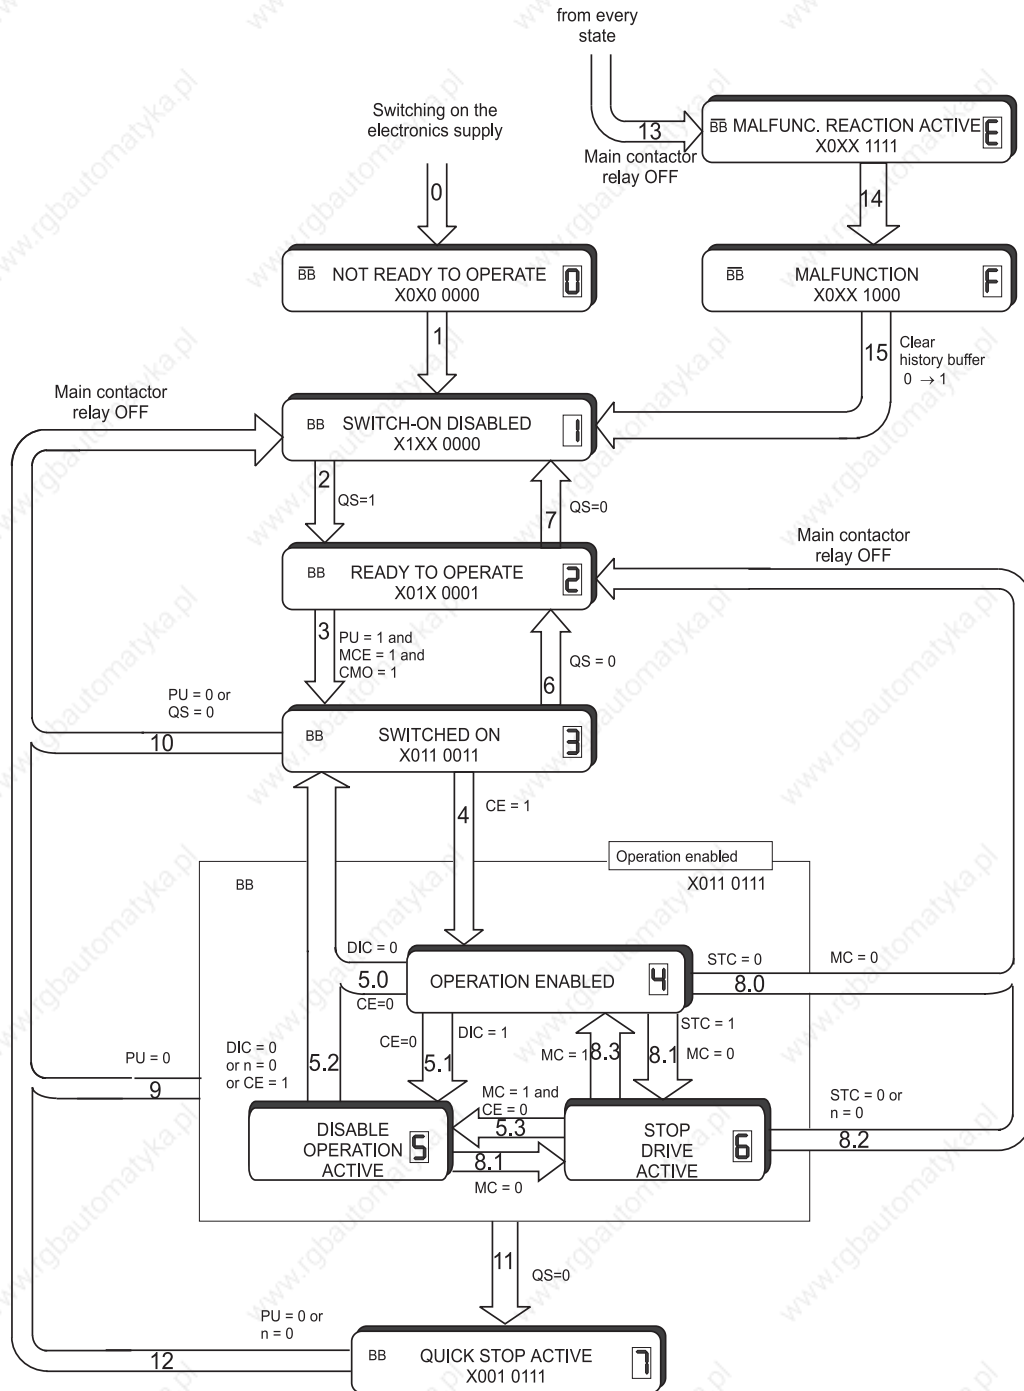 from every
state
Switching on the
electronics supply
0
13
Main contactor
relay OFF
BB MALFUNC. REACTION ACTIVE E
X0XX 1111
14
BB NOT READY TO OPERATE 0
X0X0 0000
BB MALFUNCTION F
X0XX 1000
1
15
Clear
history buffer
0 → 1
Main contactor
relay OFF
BB SWITCH-ON DISABLED 1
X1XX 0000
2
QS=1
7
QS=0
Main contactor
relay OFF
BB READY TO OPERATE 2
X01X 0001
3
PU = 1 and
MCE = 1 and
CMO = 1
6
QS = 0
PU = 0 or
QS = 0
10
BB SWITCHED ON 3
X011 0011
4
CE = 1
Operation enabled
X011 0111
BB
DIC = 0
5.0
CE=0
OPERATION ENABLED 4
STC = 0
MC = 0
8.0
PU = 0
9
DIC = 0
or n = 0
or CE = 1
5.2
CE=0
5.1
DIC = 1
MC = 1
8.3
8.1
STC = 1
MC = 0
MC = 1 and
CE = 0
5.3
8.1
MC = 0
DISABLE
OPERATION
ACTIVE
5
STOP
DRIVE
ACTIVE
6
STC = 0 or
n = 0
8.2
11
QS=0
PU = 0 or
n = 0
12
BB QUICK STOP ACTIVE 7
X001 0111
www.rgbautomatyka.pl